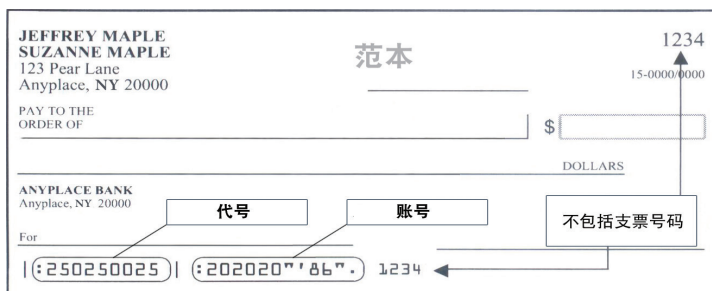 JEFFREY MAPLE
SUZANNE MAPLE
123 Pear Lane
Anyplace, NY 20000
范本
1234
15-0000/0000
PAY TO THE
ORDER OF
$
DOLLARS
ANYPLACE BANK
Anyplace, NY 20000
代号
账号
不包括支票号码
For
|:250250025| |:202020"'86". 1234